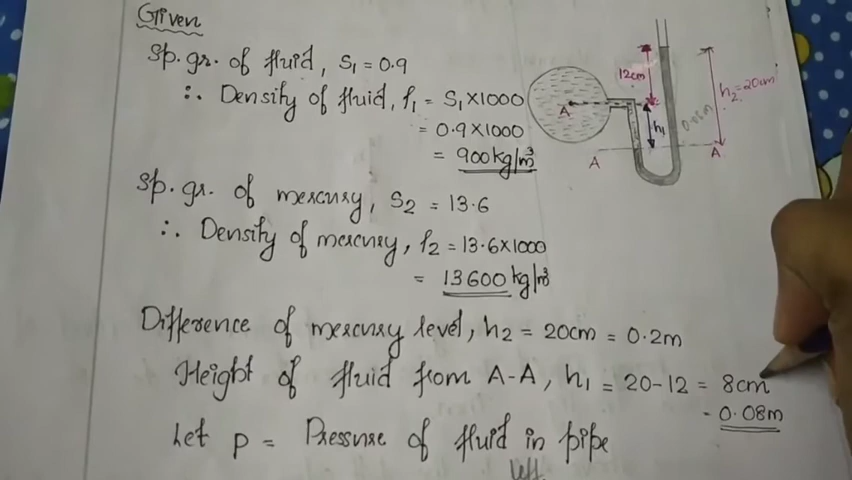 Given
Sp. gr. of fluid, S₁ = 0.9
∴ Density of fluid, ρ₁ = S₁ × 1000
= 0.9 × 1000
= 900 kg/m³
Sp. gr. of mercury, S₂ = 13.6
∴ Density of mercury, ρ₂ = 13.6 × 1000
= 13600 kg/m³
Difference of mercury level, h₂ = 20cm = 0.2m
Height of fluid from A-A, h₁ = 20 - 12 = 8cm
= 0.08m
Let P = Pressure of fluid in pipe
left
12cm
h₂ = 20cm
A
h₁
A
A